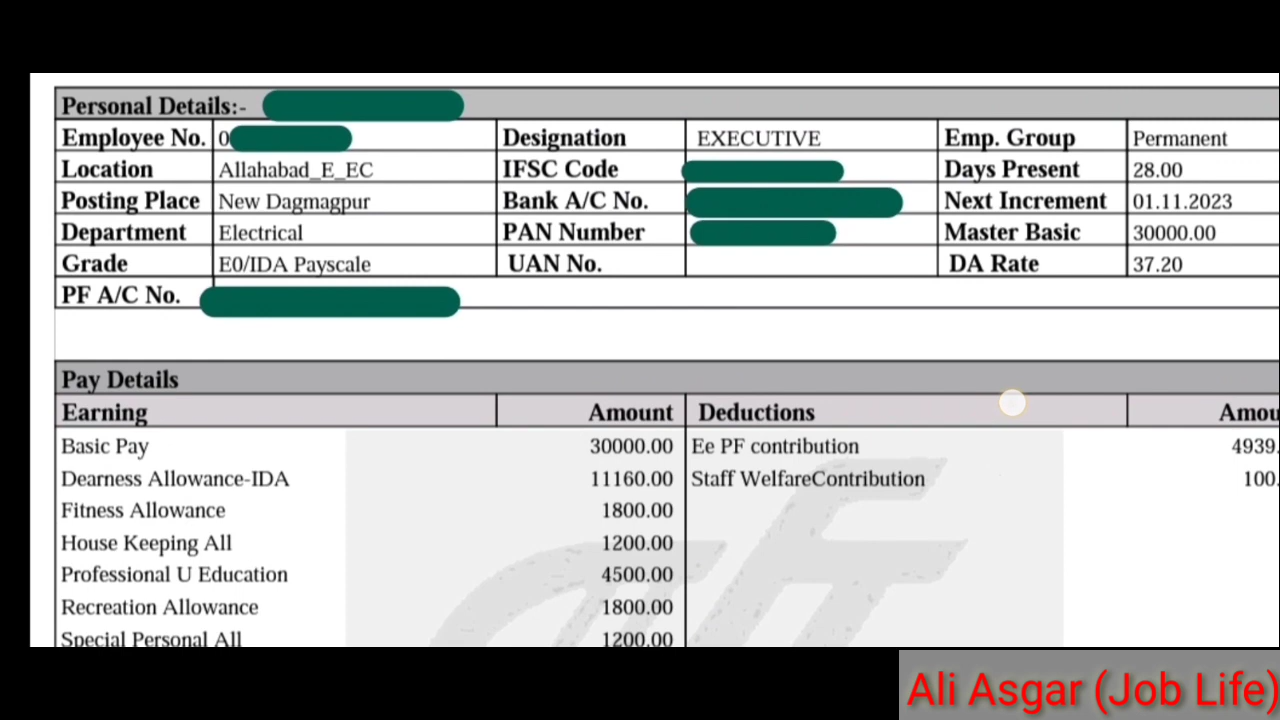 Personal Details:-
Employee No. 0 Designation EXECUTIVE Emp. Group Permanent
Location Allahabad_E_EC IFSC Code Days Present 28.00
Posting Place New Dagmagpur Bank A/C No. Next Increment 01.11.2023
Department Electrical PAN Number Master Basic 30000.00
Grade E0/IDA Payscale UAN No. DA Rate 37.20
PF A/C No.
Pay Details
Earning Amount Deductions Amou
Basic Pay 30000.00 Ee PF contribution 4939.
Dearness Allowance-IDA 11160.00 Staff WelfareContribution 100.
Fitness Allowance 1800.00
House Keeping All 1200.00
Professional U Education 4500.00
Recreation Allowance 1800.00
Special Personal All 1200.00
Ali Asgar (Job Life)